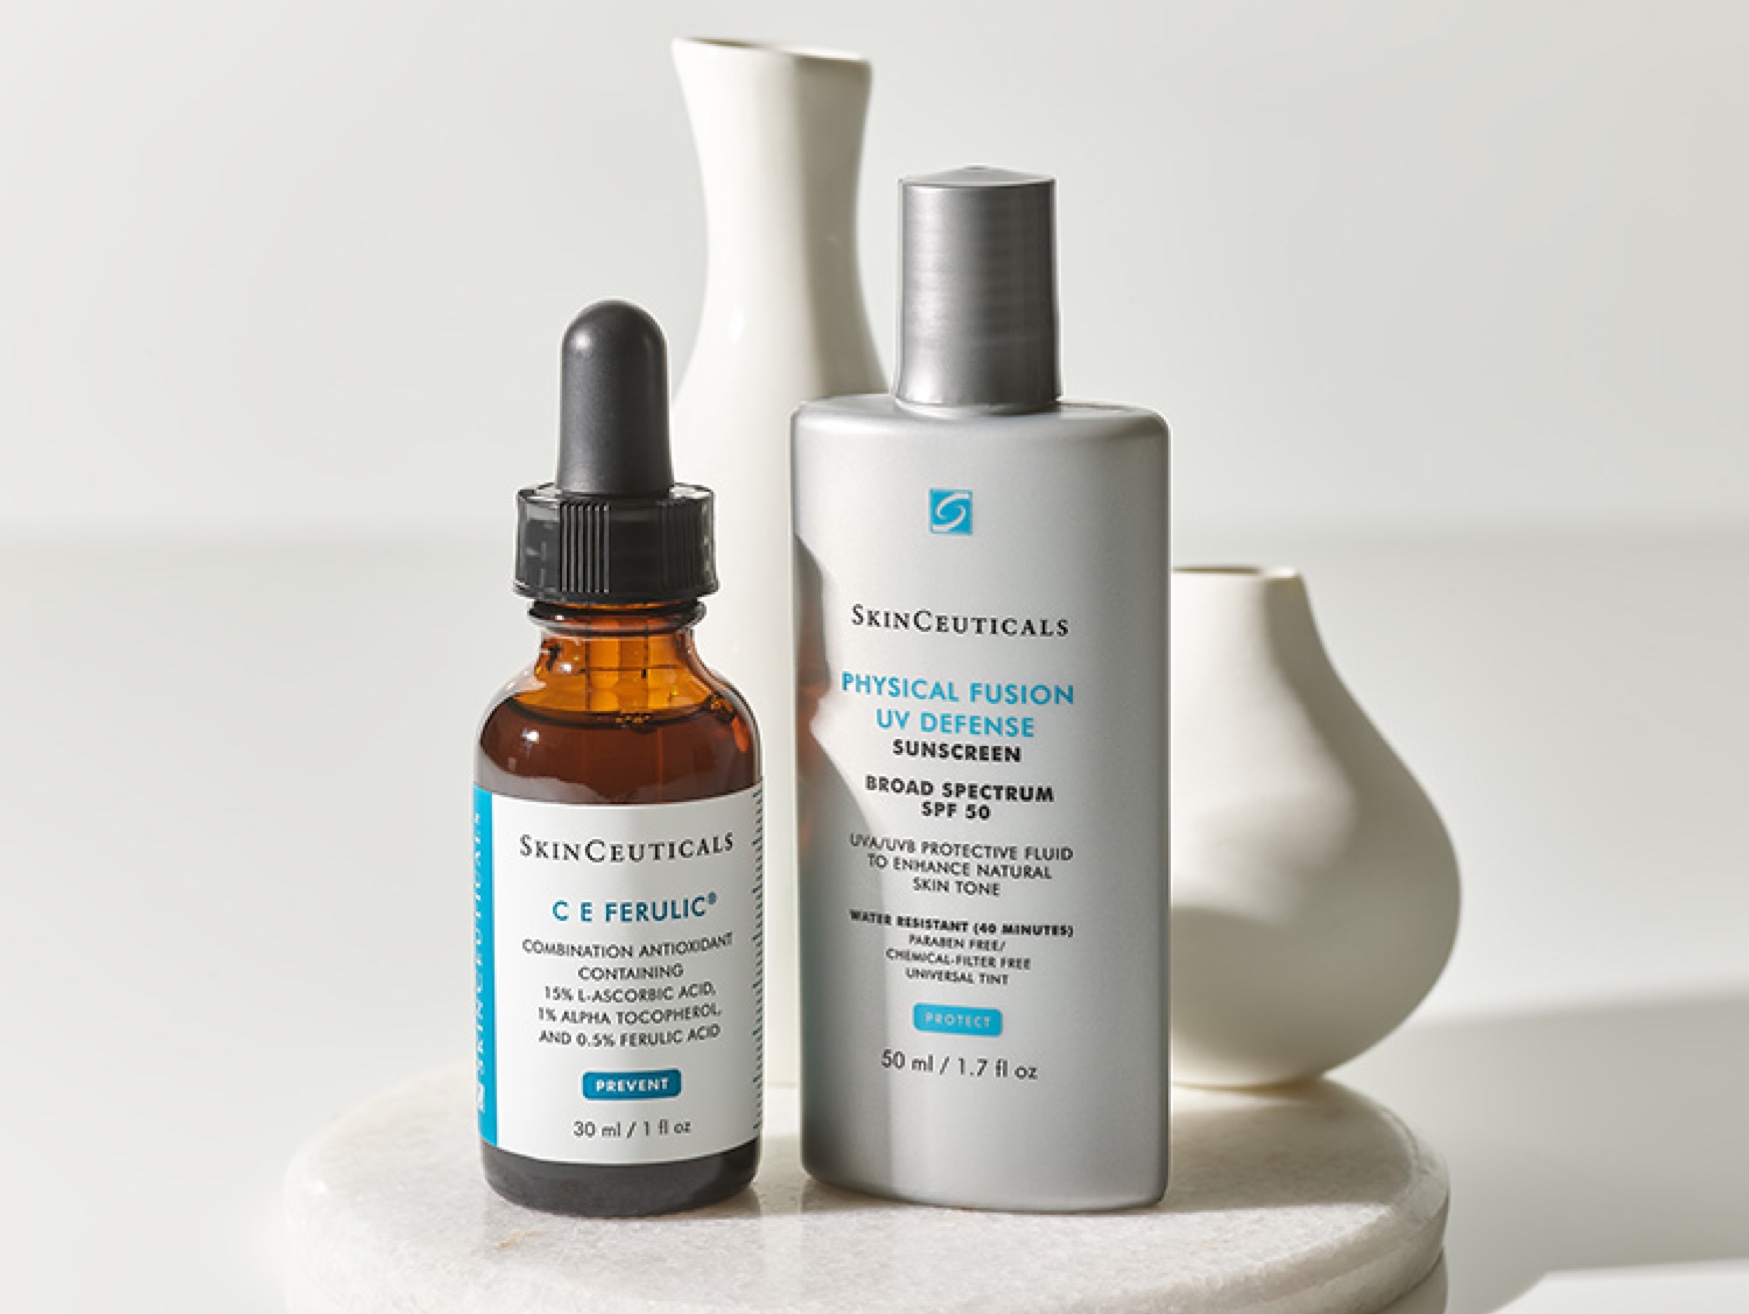 SKINCEUTICALS
SKINCEUTICALS
C E FERULIC®
COMBINATION ANTIOXIDANT
CONTAINING
15% L-ASCORBIC ACID,
1% ALPHA TOCOPHEROL,
AND 0.5% FERULIC ACID
PREVENT
30 ml / 1 fl oz
SKINCEUTICALS
PHYSICAL FUSION
UV DEFENSE
SUNSCREEN
BROAD SPECTRUM
SPF 50
UVA/UVB PROTECTIVE FLUID
TO ENHANCE NATURAL
SKIN TONE
WATER RESISTANT (40 MINUTES)
PARABEN FREE/
CHEMICAL-FILTER FREE
UNIVERSAL TINT
PROTECT
50 ml / 1.7 fl oz